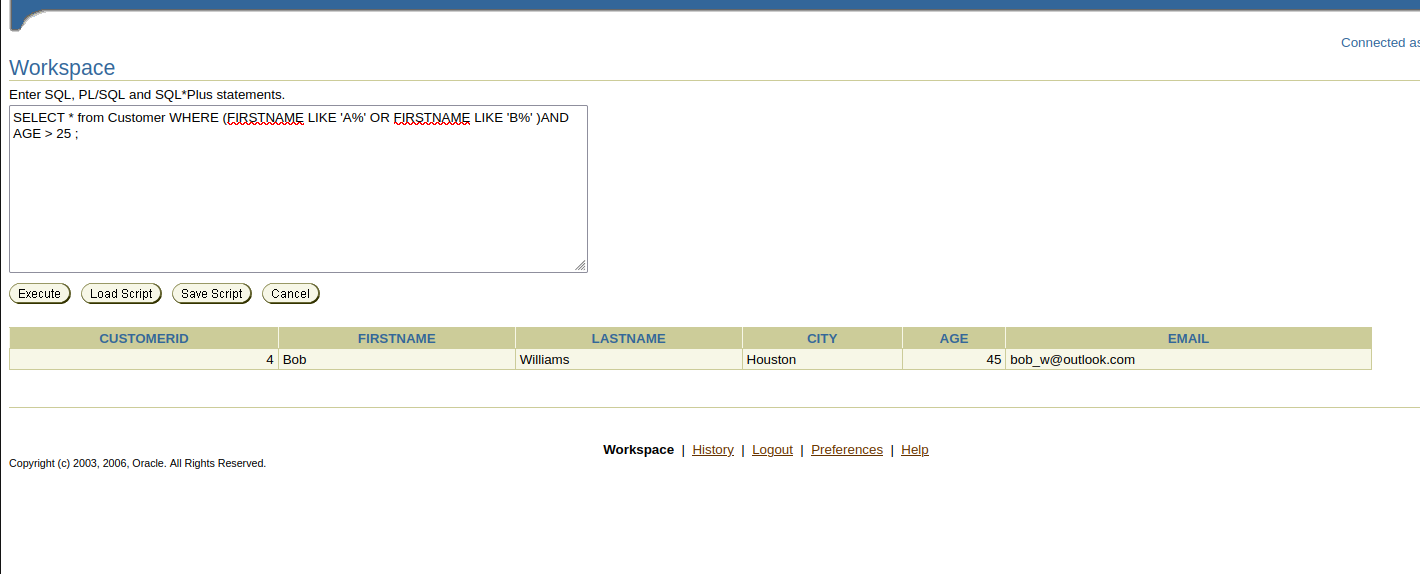 Connected as
Workspace
Enter SQL, PL/SQL and SQL*Plus statements.
SELECT * from Customer WHERE (FIRSTNAME LIKE 'A%' OR FIRSTNAME LIKE 'B%' )AND
AGE > 25 ;
Execute Load Script Save Script Cancel
CUSTOMERID FIRSTNAME LASTNAME CITY AGE EMAIL
4 Bob Williams Houston 45 bob_w@outlook.com
Workspace | History | Logout | Preferences | Help
Copyright (c) 2003, 2006, Oracle. All Rights Reserved.